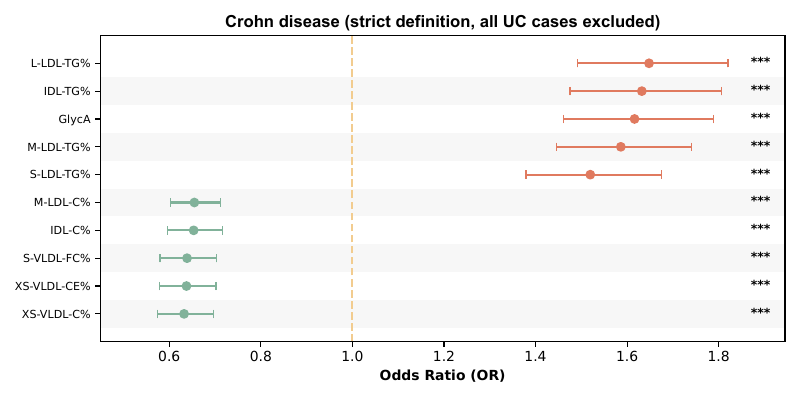 Crohn disease (strict definition, all UC cases excluded)
L-LDL-TG% ***
IDL-TG% ***
GlycA ***
M-LDL-TG% ***
S-LDL-TG% ***
M-LDL-C% ***
IDL-C% ***
S-VLDL-FC% ***
XS-VLDL-CE% ***
XS-VLDL-C% ***
0.6 0.8 1.0 1.2 1.4 1.6 1.8
Odds Ratio (OR)